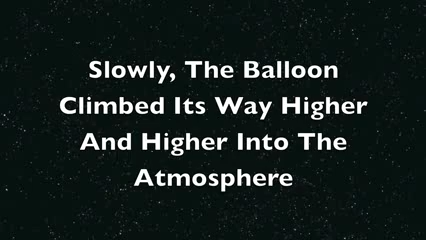 Slowly, The Balloon
Climbed Its Way Higher
And Higher Into The
Atmosphere